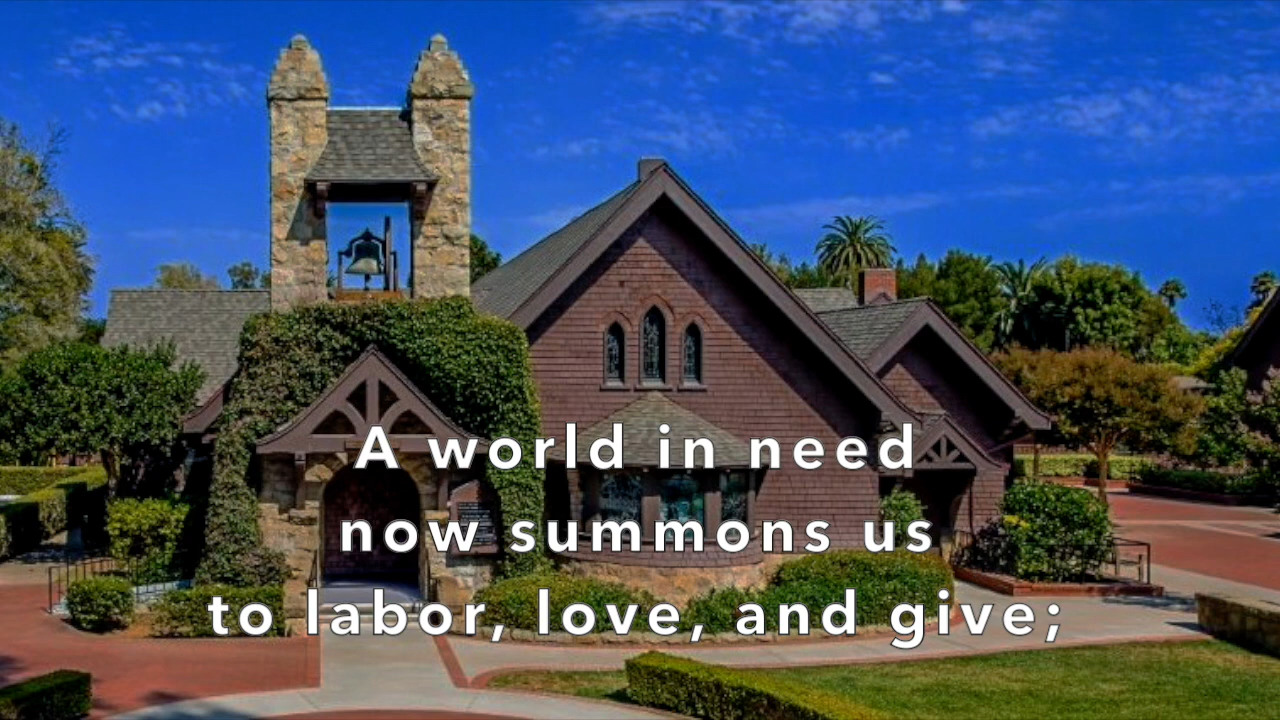 A world in need
now summons us
to labor, love, and give;